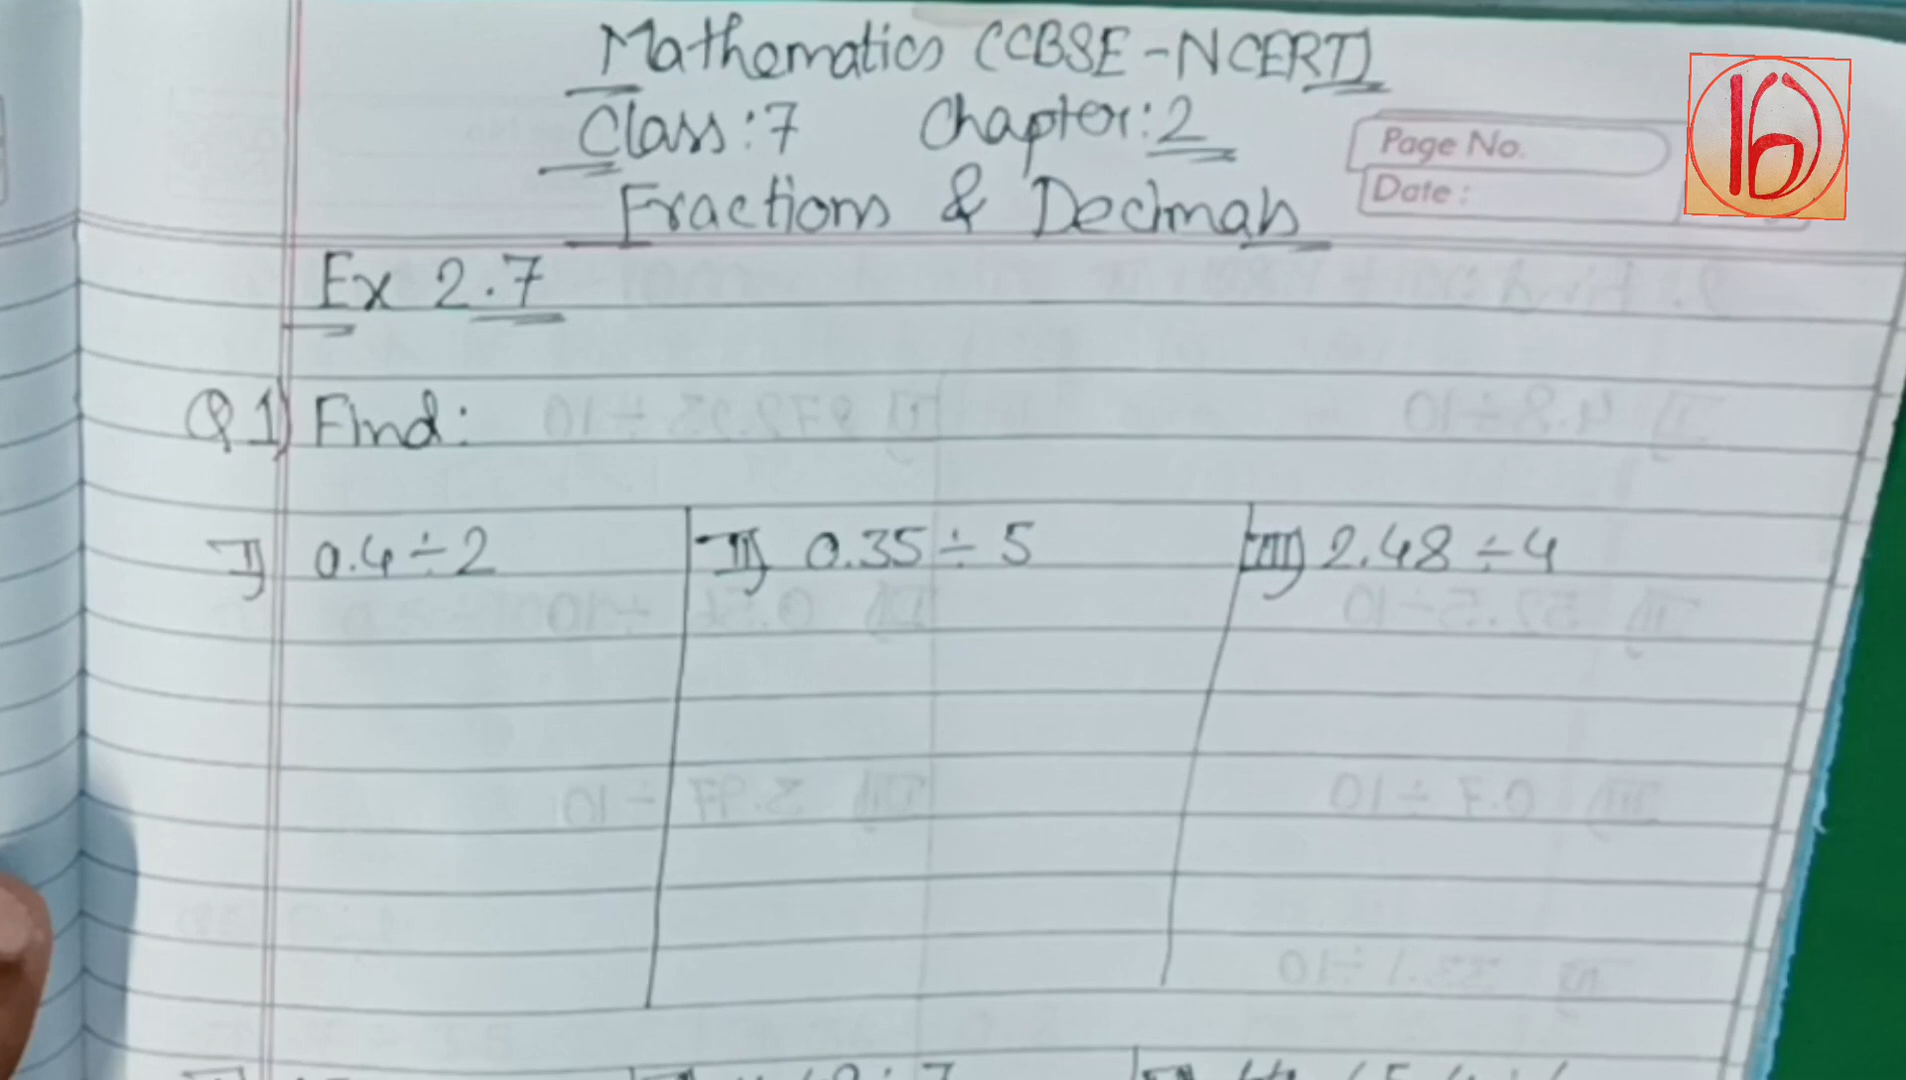 Mathematics (CBSE-NCERT)
Class: 7 Chapter: 2
Page No.
Date:
Fractions & Decimals
Ex 2.7
Q1) Find:
I) 0.4÷2 II) 0.35÷5 III) 2.48÷4